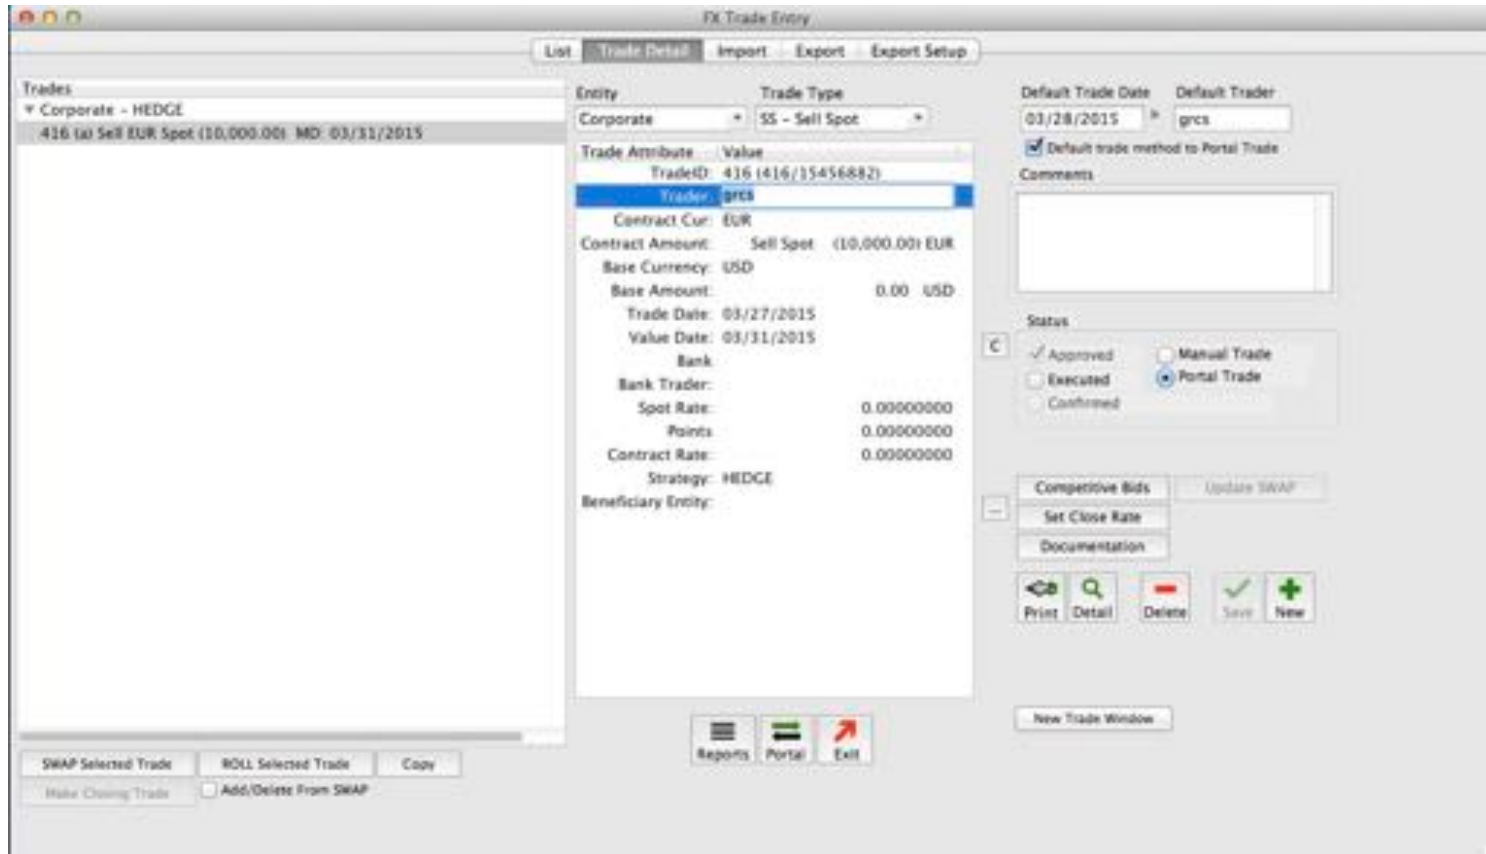 FX Trade Entry
List Trade Detail Import Export Export Setup
Trades
Corporate - HEDGE
416 (a) Sell EUR Spot (10,000.00) MD 03/31/2015
Entity Trade Type
Corporate SS - Sell Spot
Trade Attribute Value
TradeID: 416 (416/15456882)
Trader: grcs
Contract Cur: EUR
Contract Amount: Sell Spot (10,000.00) EUR
Base Currency: USD
Base Amount: 0.00 USD
Trade Date: 03/27/2015
Value Date: 03/31/2015
Bank
Bank Trader:
Spot Rate: 0.00000000
Points 0.00000000
Contract Rate: 0.00000000
Strategy: HEDGE
Beneficiary Entity:
Default Trade Date Default Trader
03/28/2015 grcs
Default trade method to Portal Trade
Comments
Status
C
Approved Manual Trade
Executed Portal Trade
Confirmed
...
Competitive Bids Update SWAP
Set Close Rate
Documentation
Print Detail Delete Save New
New Trade Window
Reports Portal Exit
SWAP Selected Trade ROLL Selected Trade Copy
Make Closing Trade Add/Delete From SWAP